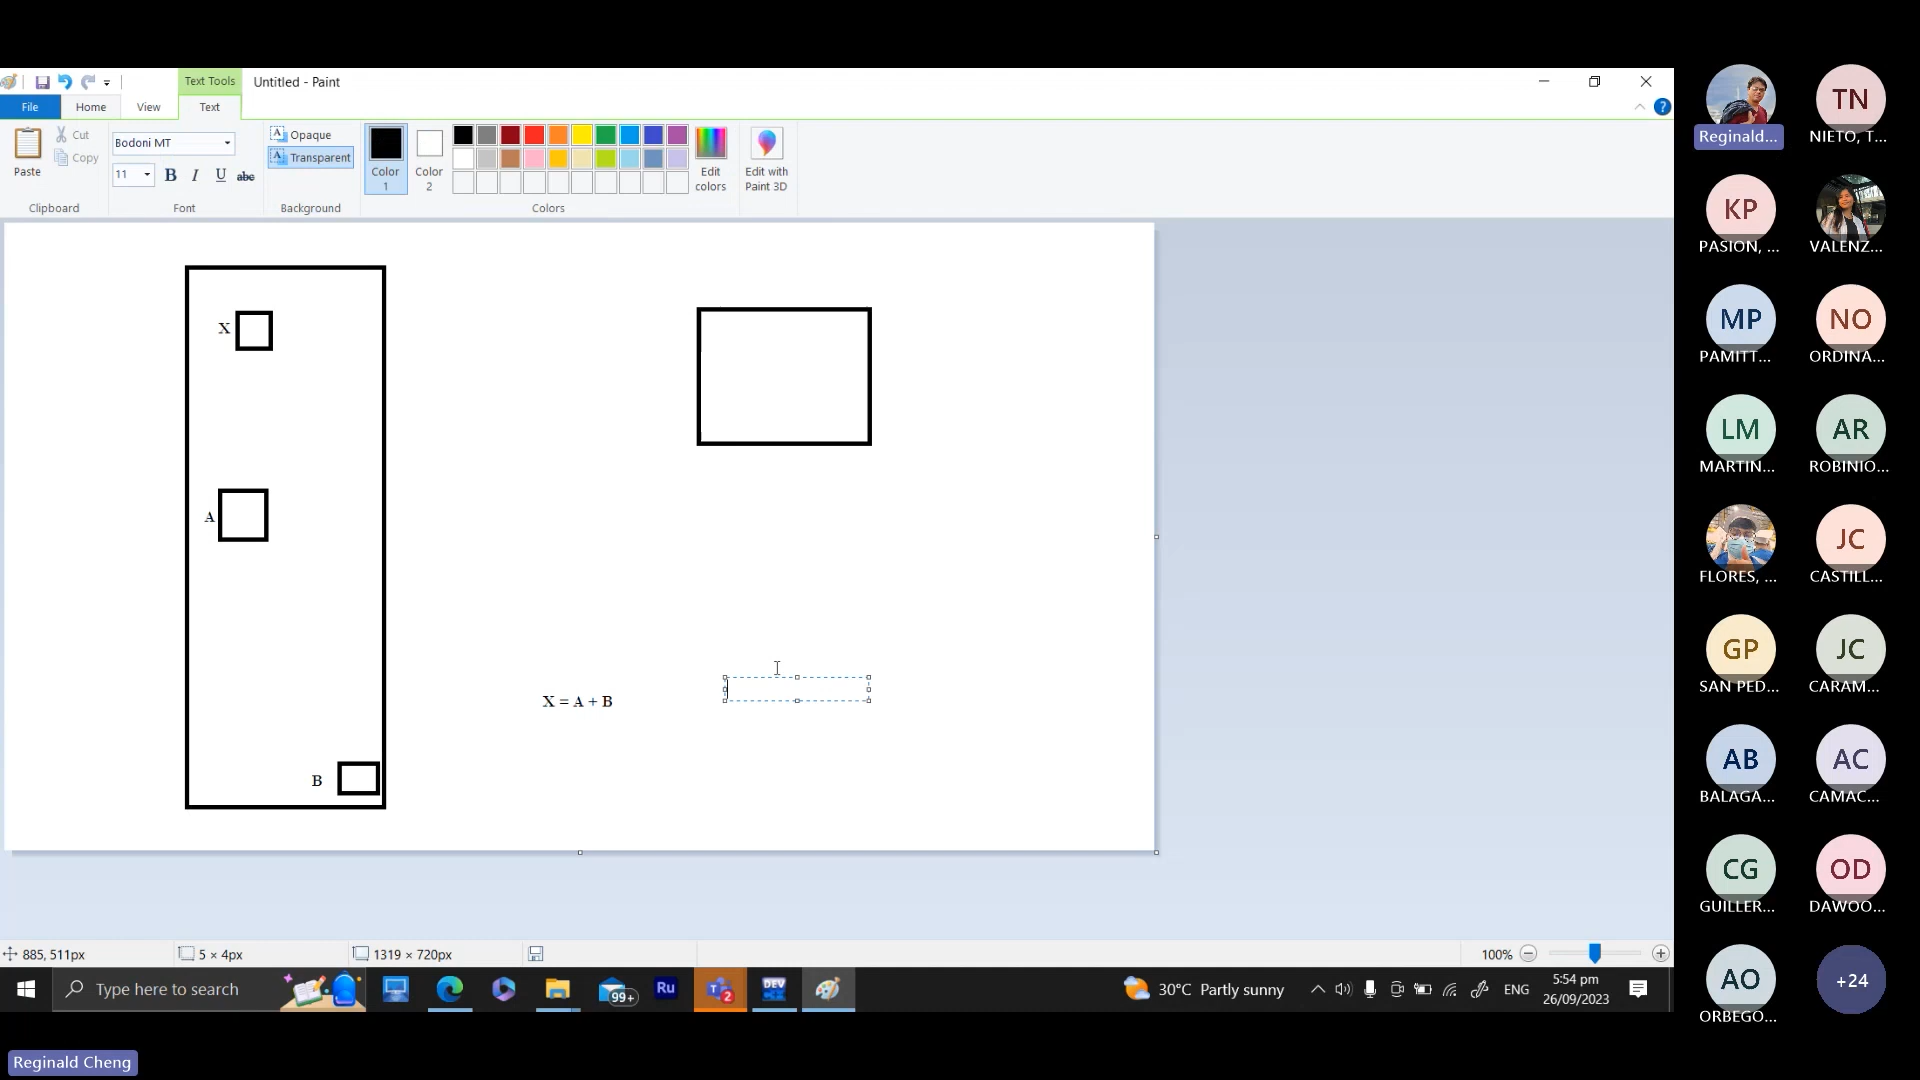 Text Tools
Untitled - Paint
File
Home
View
Text
Cut
Copy
Paste
Clipboard
Bodoni MT
11
B
I
U
abc
Font
Opaque
Transparent
Background
Color
1
Color
2
Colors
Edit
colors
Edit with
Paint 3D
X
A
B
X = A + B
885, 511px
5 × 4px
1319 × 720px
100%
Type here to search
99+
Ru
2
DEV
30°C Partly sunny
ENG
5:54 pm
26/09/2023
Reginald Cheng
Reginald...
TN
NIETO, T...
KP
PASION, ...
VALENZ...
MP
PAMITT...
NO
ORDINA...
LM
MARTIN...
AR
ROBINIO...
FLORES, ...
JC
CASTILL...
GP
SAN PED...
JC
CARAM...
AB
BALAGA...
AC
CAMAC...
CG
GUILLER...
OD
DAWOO...
AO
ORBEGO...
+24